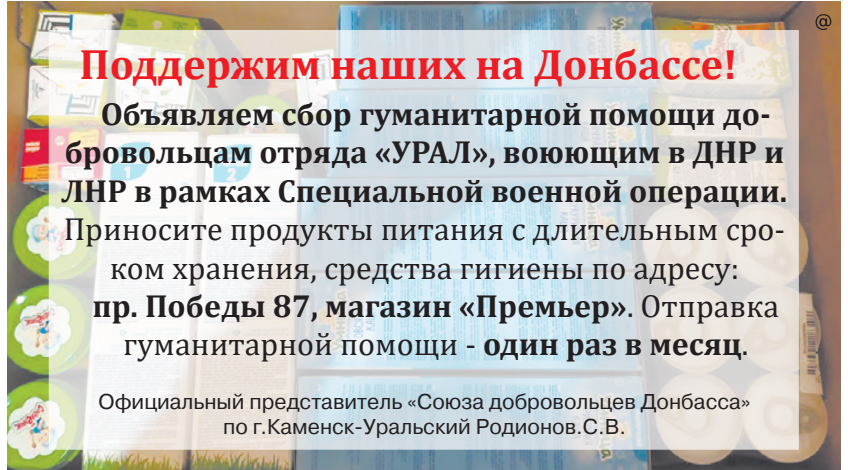 @
Поддержим наших на Донбассе!
Объявляем сбор гуманитарной помощи до-
бровольцам отряда «УРАЛ», воюющим в ДНР и
ЛНР в рамках Специальной военной операции.
Приносите продукты питания с длительным сро-
ком хранения, средства гигиены по адресу:
пр. Победы 87, магазин «Премьер». Отправка
гуманитарной помощи - один раз в месяц.
Официальный представитель «Союза добровольцев Донбасса»
по г.Каменск-Уральский Родионов.С.В.